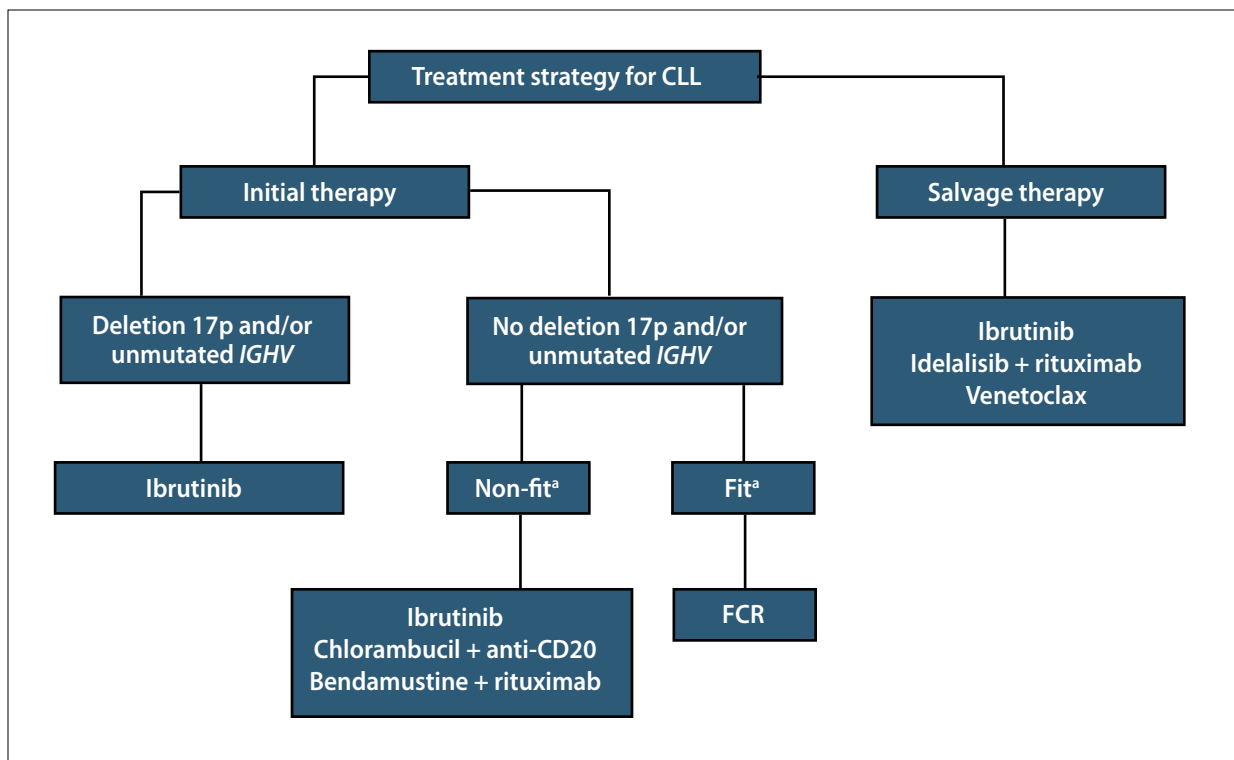 Treatment strategy for CLL
Initial therapy
Salvage therapy
Deletion 17p and/or
unmutated IGHV
No deletion 17p and/or
unmutated IGHV
Ibrutinib
Idelalisib + rituximab
Venetoclax
Ibrutinib
Non-fitᵃ
Fitᵃ
Ibrutinib
Chlorambucil + anti-CD20
Bendamustine + rituximab
FCR